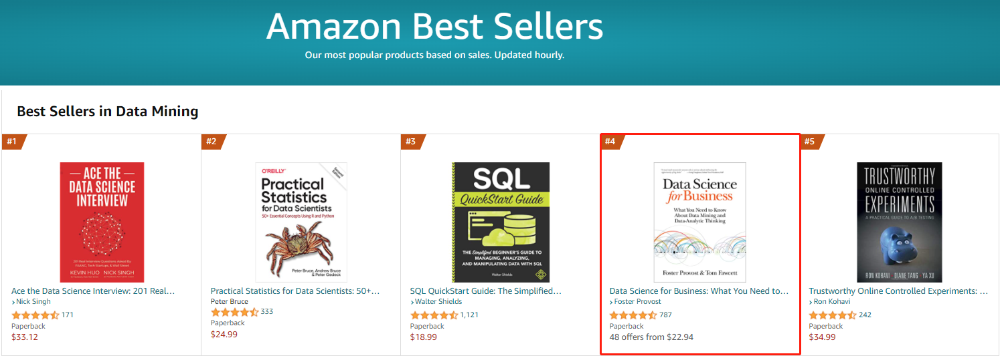 Amazon Best Sellers
Our most popular products based on sales. Updated hourly.
Best Sellers in Data Mining
#1
ACE THE
DATA SCIENCE
INTERVIEW
201 Real Interview Questions Asked By
FAANG, Tech Startups, & Wall Street
KEVIN HUO NICK SINGH
Ace the Data Science Interview: 201 Real…
› Nick Singh
171
Paperback
$33.12
#2
O'REILLY
Second
Edition
Practical
Statistics
for Data Scientists
50+ Essential Concepts Using R and Python
Peter Bruce, Andrew Bruce
& Peter Gedeck
Practical Statistics for Data Scientists: 50+…
Peter Bruce
333
Paperback
$24.99
#3
SQL
QuickStart Guide
THE Simplified BEGINNER'S GUIDE TO
MANAGING, ANALYZING,
AND MANIPULATING DATA WITH SQL
Walter Shields
SQL QuickStart Guide: The Simplified…
› Walter Shields
1,121
Paperback
$18.99
#4
Data Science
for Business
What You Need to Know
About Data Mining and
Data-Analytic Thinking
Foster Provost & Tom Fawcett
Data Science for Business: What You Need to…
› Foster Provost
787
Paperback
48 offers from $22.94
#5
TRUSTWORTHY
ONLINE CONTROLLED
EXPERIMENTS
A PRACTICAL GUIDE TO A/B TESTING
RON KOHAVI DIANE TANG YA XU
Trustworthy Online Controlled Experiments: …
› Ron Kohavi
242
Paperback
$34.99